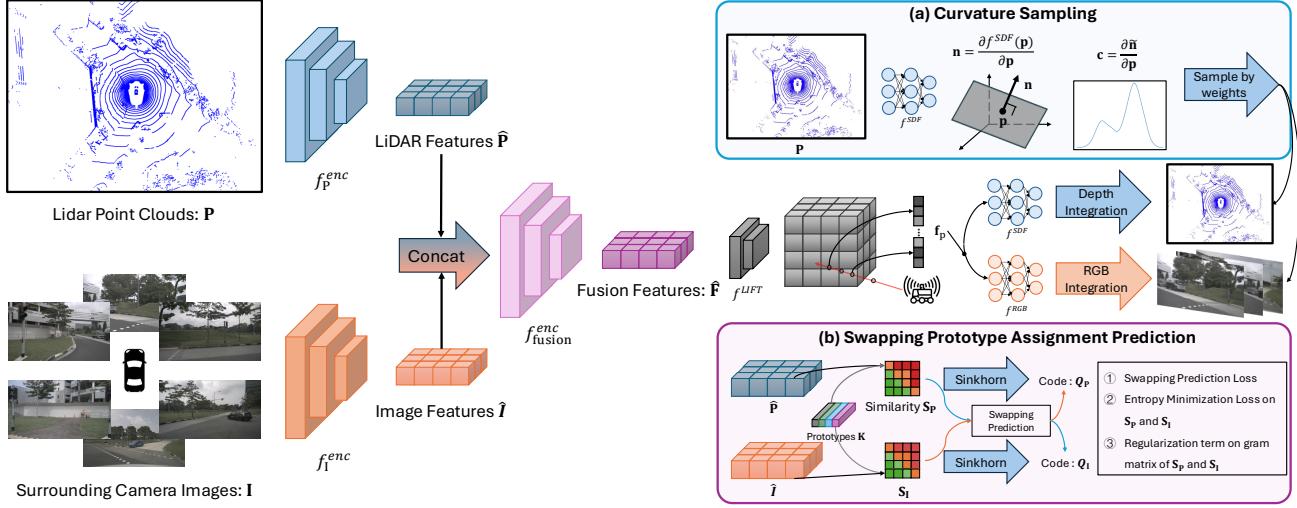 Lidar Point Clouds: P
Surrounding Camera Images: I
f_P^{enc}
LiDAR Features P̂
Concat
f_I^{enc}
Image Features Î
f_{fusion}^{enc}
Fusion Features: F̂
f^{LIFT}
(a) Curvature Sampling
P
f^{SDF}
n = ∂f^{SDF}(p) / ∂p
n
p
c = ∂ñ / ∂p
Sample by
weights
f_p
f^{SDF}
Depth
Integration
f^{RGB}
RGB
Integration
(b) Swapping Prototype Assignment Prediction
P̂
Prototypes K
Î
Similarity S_P
S_I
Sinkhorn
Swapping
Prediction
Sinkhorn
Code : Q_P
Code : Q_I
① Swapping Prediction Loss
② Entropy Minimization Loss on
S_P and S_I
③ Regularization term on gram
matrix of S_P and S_I